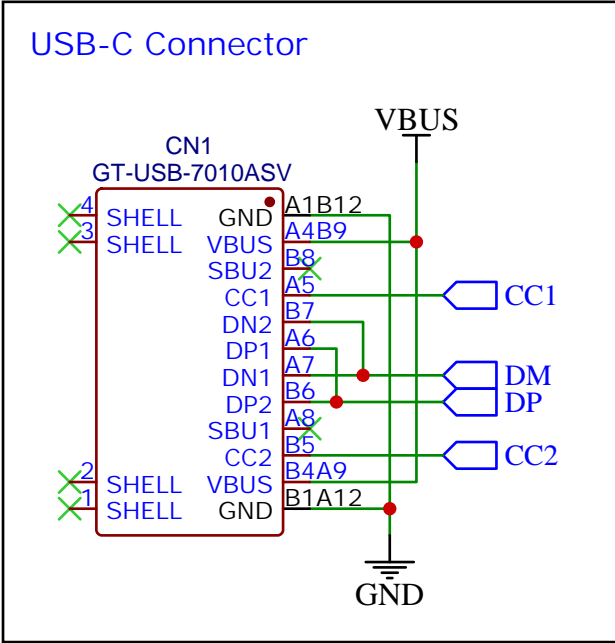 USB-C Connector
VBUS
CN1
GT-USB-7010ASV
4 SHELL GND A1B12
3 SHELL VBUS A4B9
SBU2 B8
CC1 A5 CC1
DN2 B7
DP1 A6
DN1 A7 DM
DP2 B6 DP
SBU1 A8
CC2 B5 CC2
2 SHELL VBUS B4A9
1 SHELL GND B1A12
GND